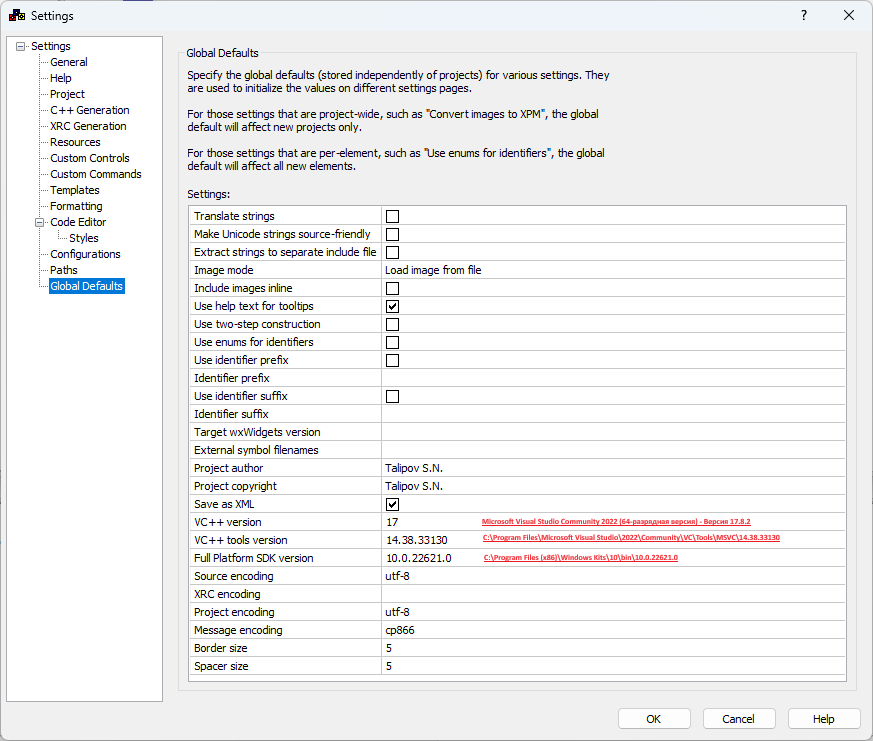 Settings
?
Settings
General
Help
Project
C++ Generation
XRC Generation
Resources
Custom Controls
Custom Commands
Templates
Formatting
Code Editor
Styles
Configurations
Paths
Global Defaults
Global Defaults
Specify the global defaults (stored independently of projects) for various settings. They
are used to initialize the values on different settings pages.
For those settings that are project-wide, such as "Convert images to XPM", the global
default will affect new projects only.
For those settings that are per-element, such as "Use enums for identifiers", the global
default will affect all new elements.
Settings:
Translate strings
Make Unicode strings source-friendly
Extract strings to separate include file
Image mode Load image from file
Include images inline
Use help text for tooltips
Use two-step construction
Use enums for identifiers
Use identifier prefix
Identifier prefix
Use identifier suffix
Identifier suffix
Target wxWidgets version
External symbol filenames
Project author Talipov S.N.
Project copyright Talipov S.N.
Save as XML
VC++ version 17 Microsoft Visual Studio Community 2022 (64-разрядная версия) - Версия 17.8.2
VC++ tools version 14.38.33130 C:\Program Files\Microsoft Visual Studio\2022\Community\VC\Tools\MSVC\14.38.33130
Full Platform SDK version 10.0.22621.0 C:\Program Files (x86)\Windows Kits\10\bin\10.0.22621.0
Source encoding utf-8
XRC encoding
Project encoding utf-8
Message encoding cp866
Border size 5
Spacer size 5
OK Cancel Help